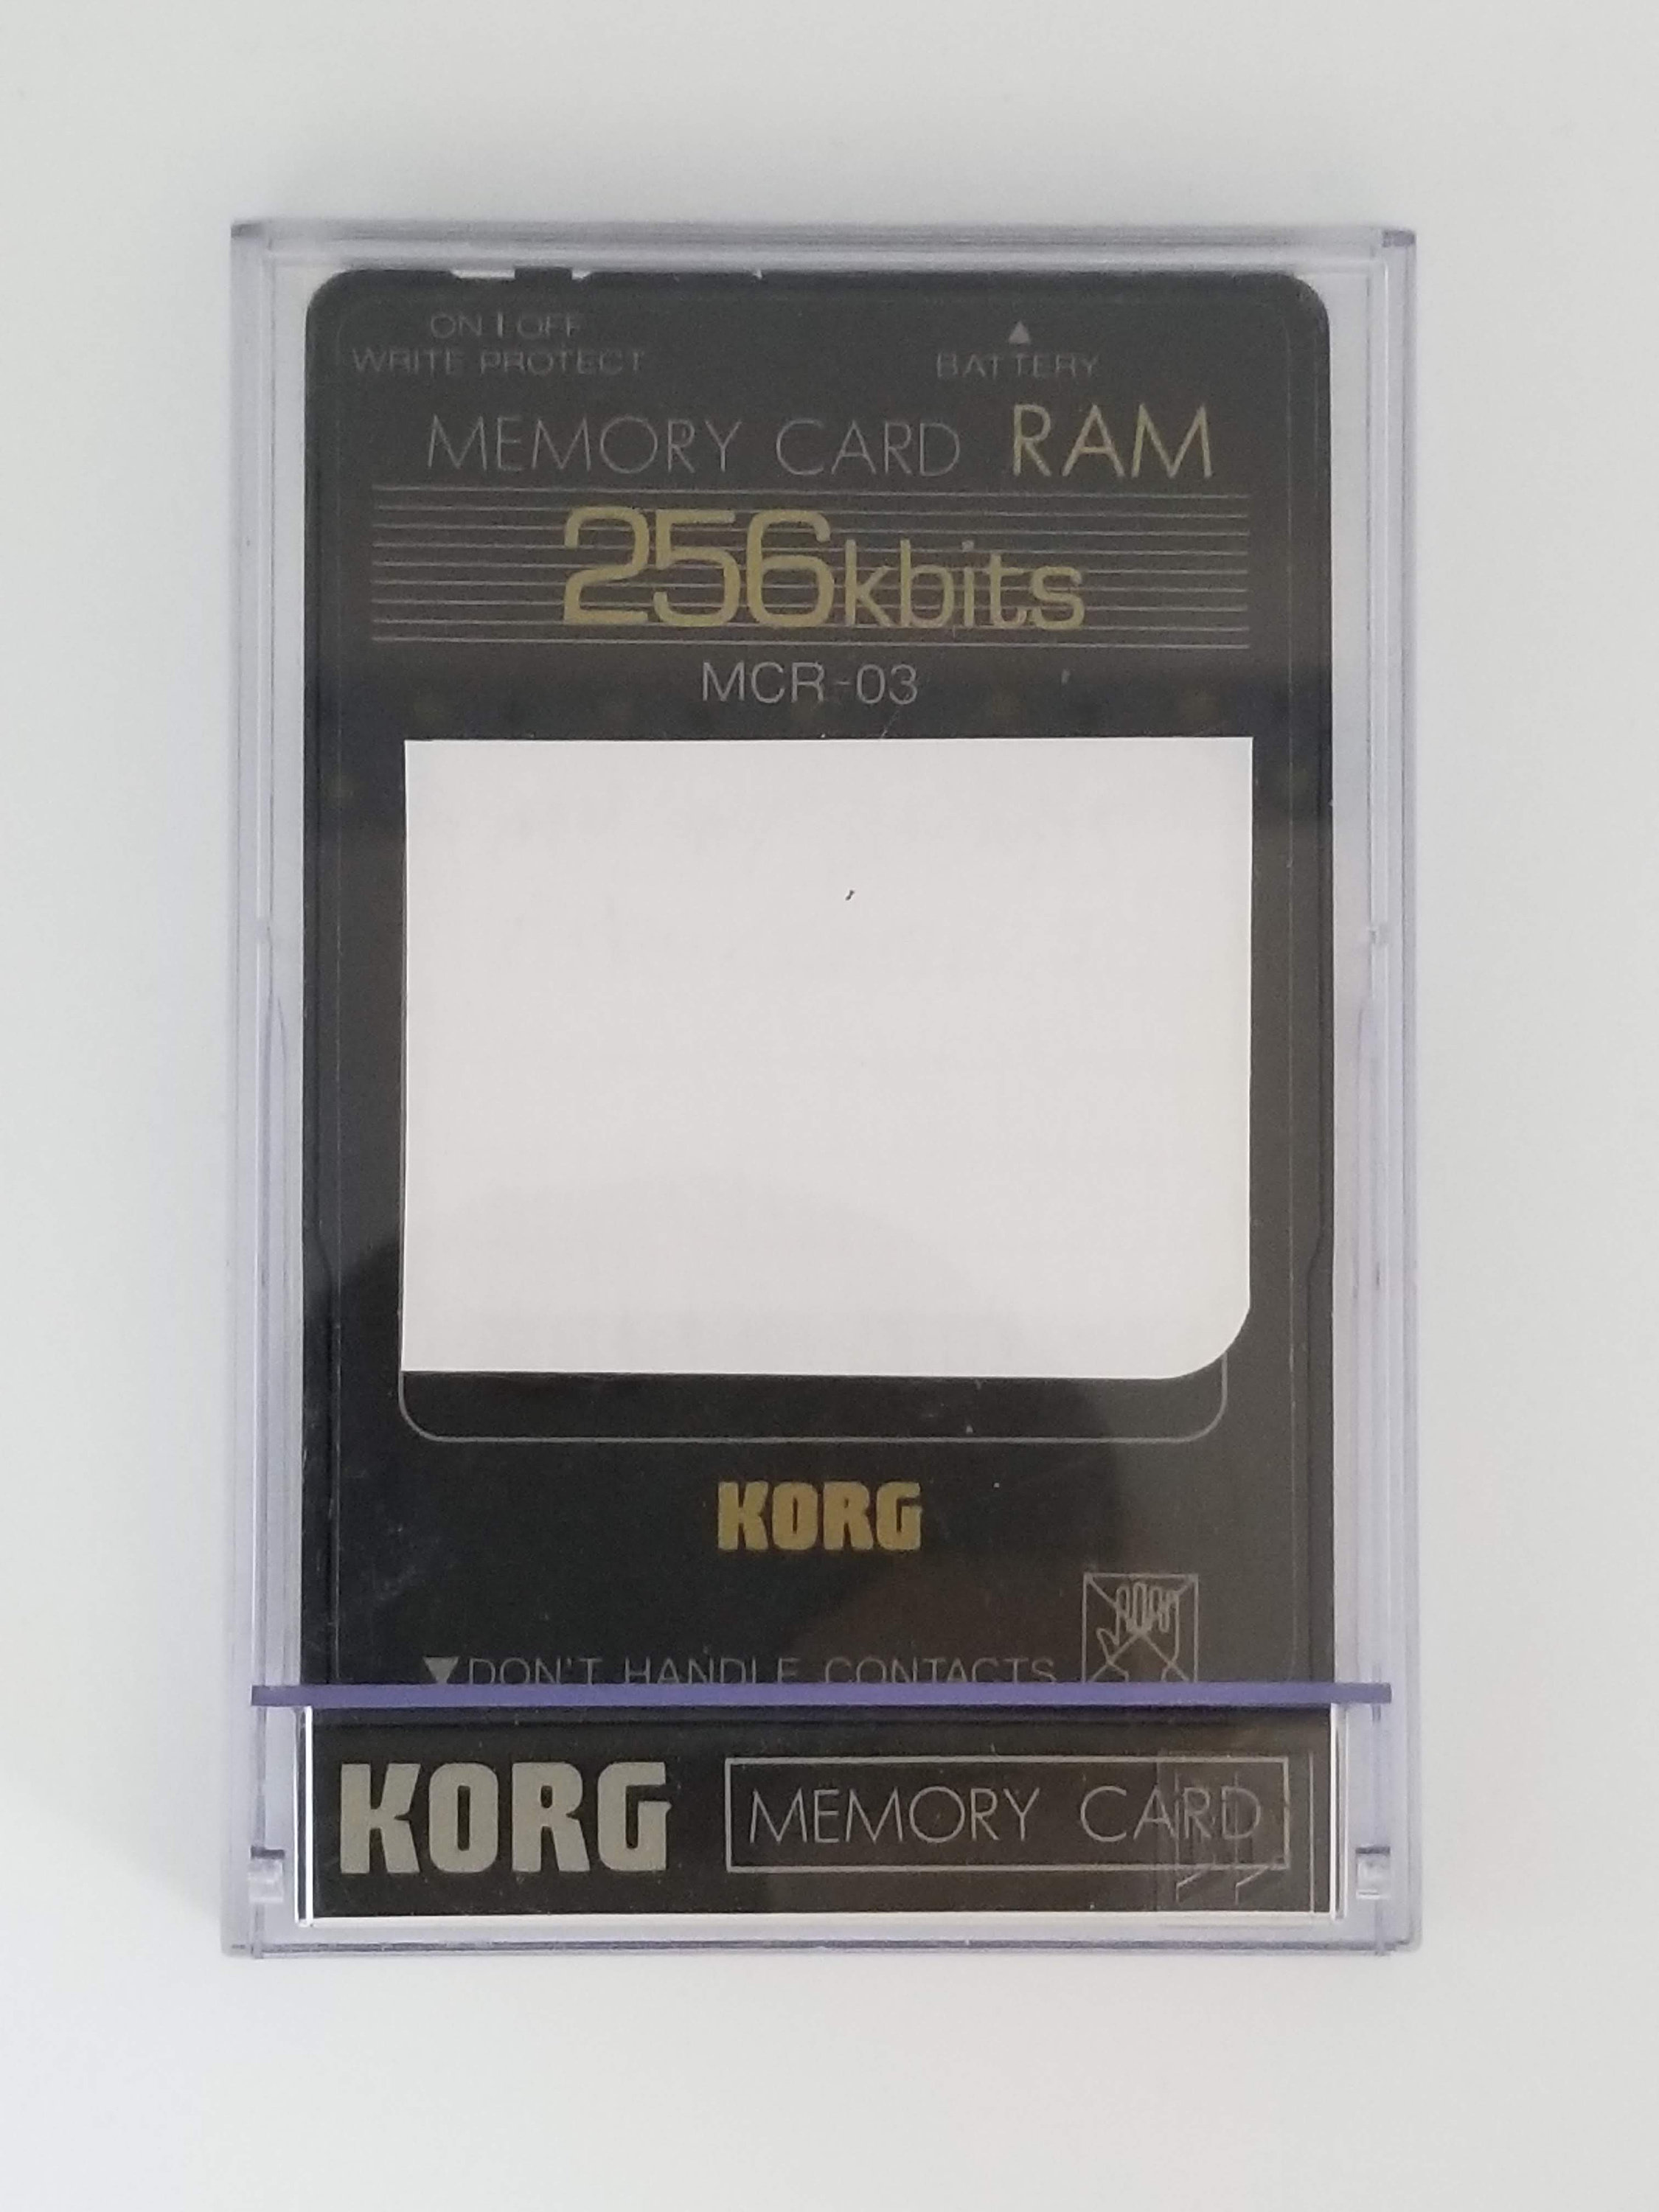 ON OFF
WRITE PROTECT
▲
BATTERY
MEMORY CARD RAM
256kbits
MCR-03
KORG
▼DON'T HANDLE CONTACTS
KORG MEMORY CARD